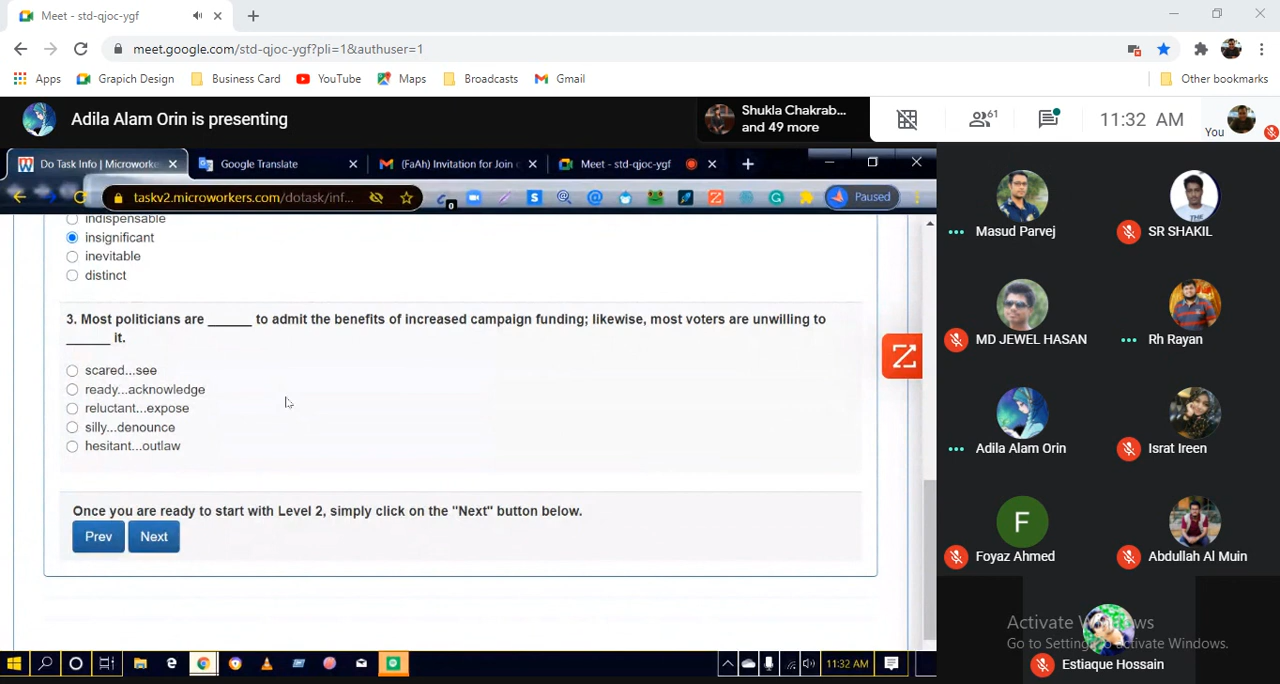 Meet - std-qjoc-ygf
meet.google.com/std-qjoc-ygf?pli=1&authuser=1
Apps Grapich Design Business Card YouTube Maps Broadcasts Gmail Other bookmarks
Adila Alam Orin is presenting
Shukla Chakrab...
and 49 more
61
11:32 AM
You
Do Task Info | Microworke Google Translate (FaAh) Invitation for Join Meet - std-qjoc-ygf
taskv2.microworkers.com/dotask/inf... 0 Paused
indispensable
insignificant
inevitable
distinct
3. Most politicians are ______ to admit the benefits of increased campaign funding; likewise, most voters are unwilling to
______ it.
scared...see
ready...acknowledge
reluctant...expose
silly...denounce
hesitant...outlaw
Once you are ready to start with Level 2, simply click on the "Next" button below.
Prev Next
Masud Parvej
SR SHAKIL
MD JEWEL HASAN
Rh Rayan
Adila Alam Orin
Israt Ireen
F
Foyaz Ahmed
Abdullah Al Muin
Activate Windows
Go to Settings to activate Windows.
Estiaque Hossain
11:32 AM